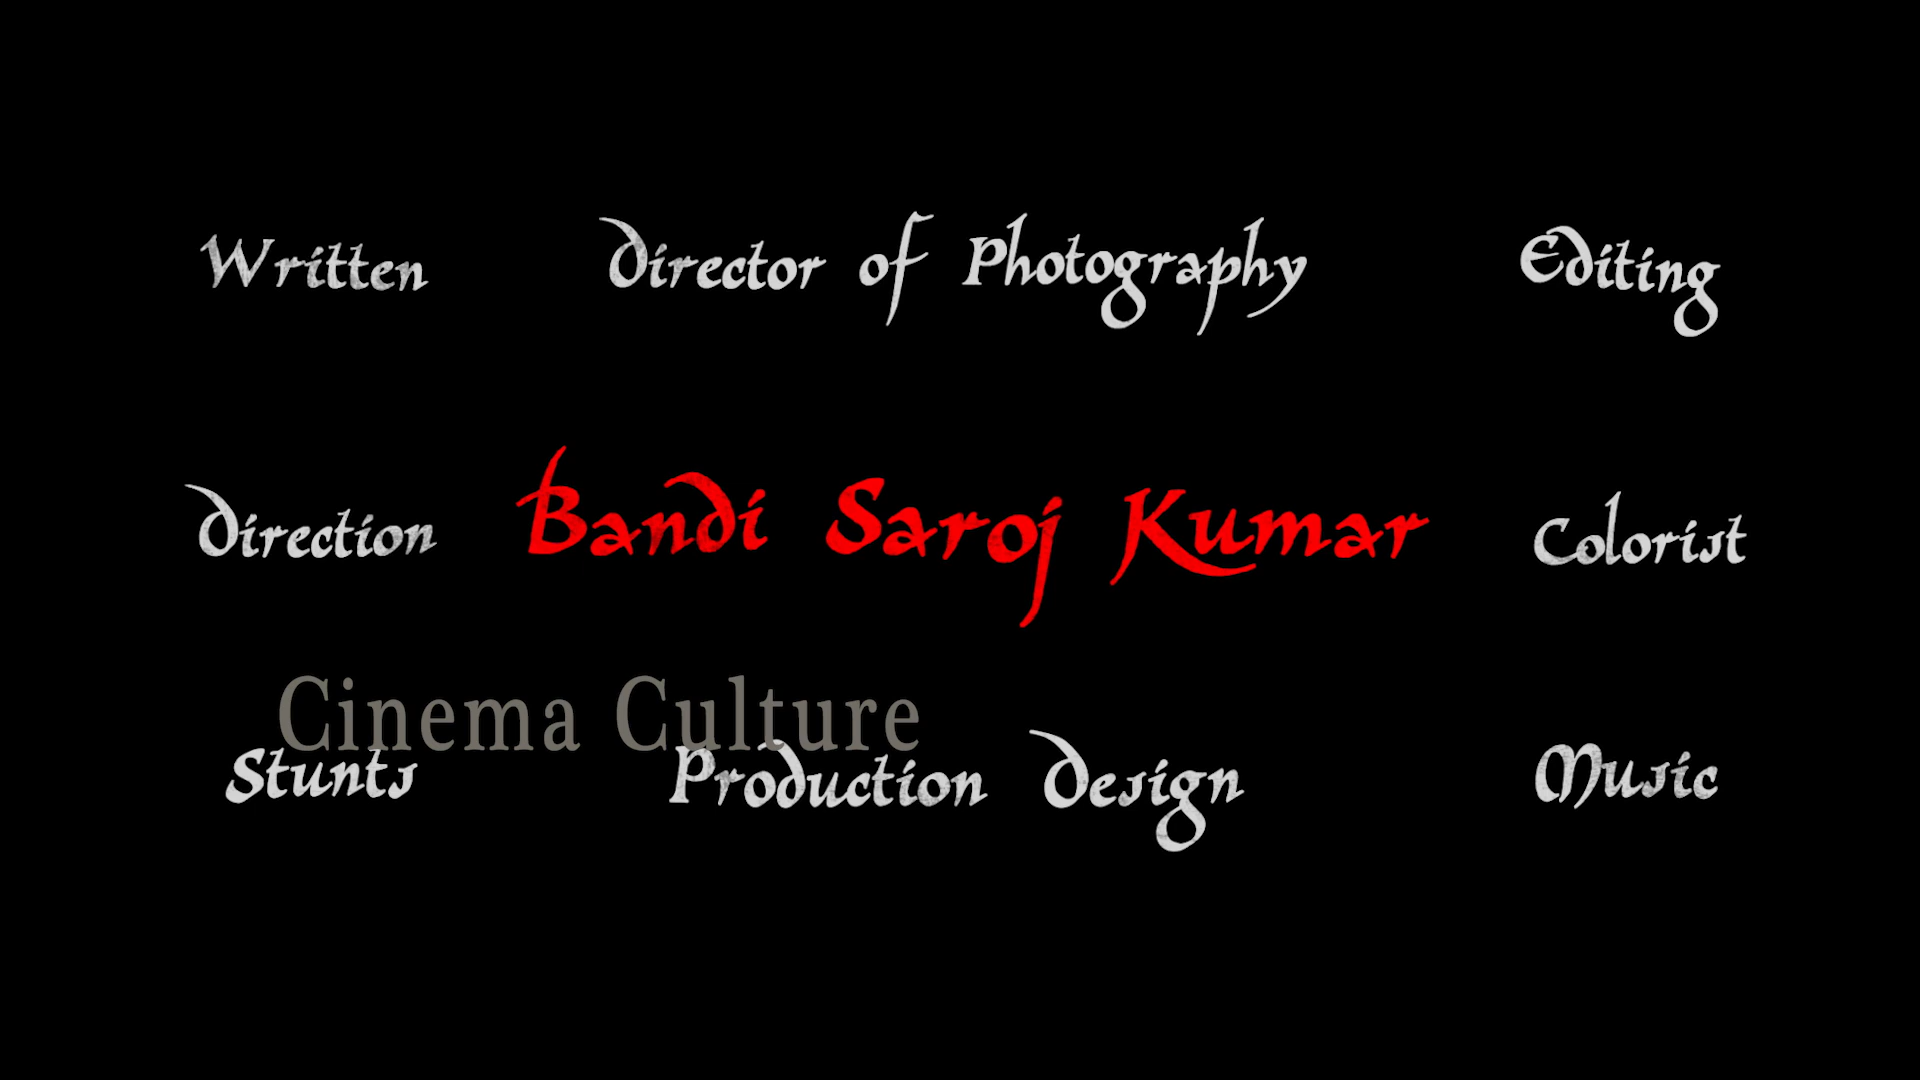 Written Director of Photography Editing
Direction Bandi Saroj Kumar Colorist
Cinema Culture
Stunts Production Design Music